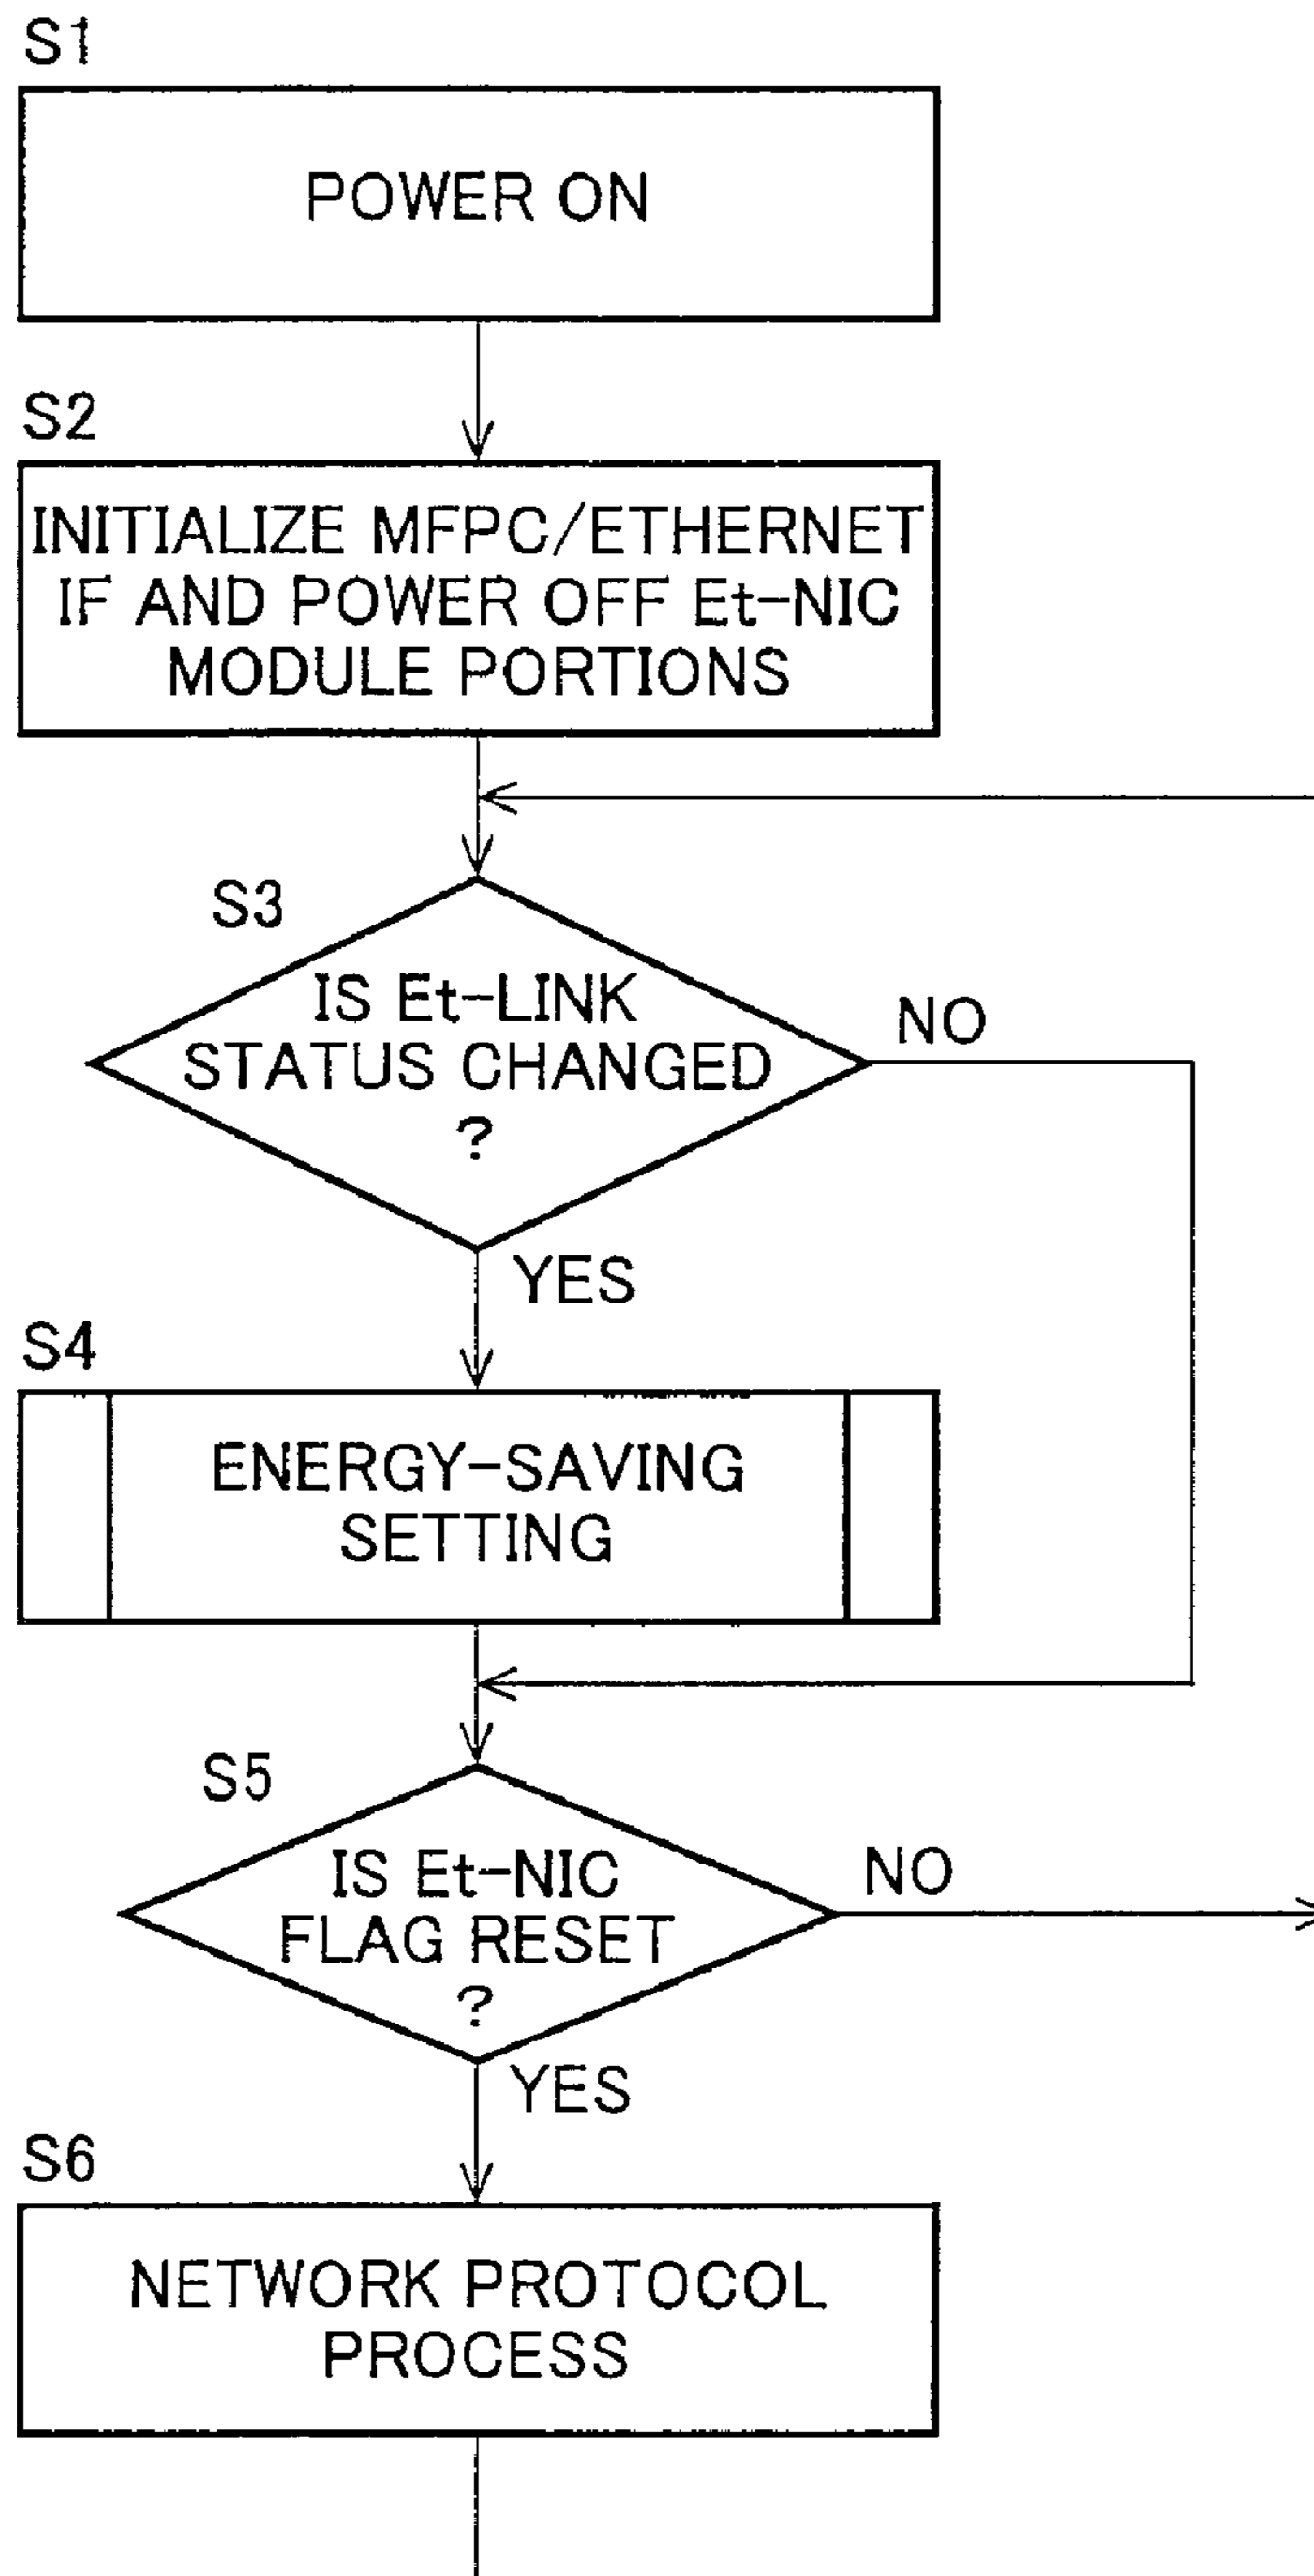 S1
POWER ON
S2
INITIALIZE MFPC/ETHERNET
IF AND POWER OFF Et-NIC
MODULE PORTIONS
S3
IS Et-LINK
STATUS CHANGED
?
NO
YES
S4
ENERGY-SAVING
SETTING
S5
IS Et-NIC
FLAG RESET
?
NO
YES
S6
NETWORK PROTOCOL
PROCESS